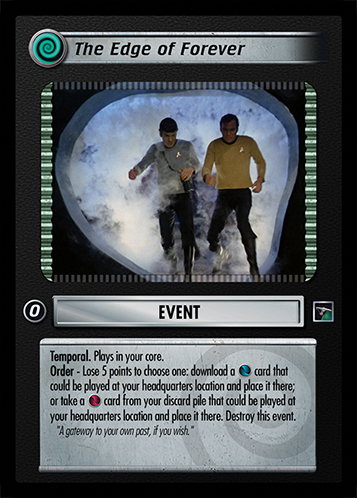 The Edge of Forever
0
EVENT
Temporal. Plays in your core.
Order - Lose 5 points to choose one: download a card that
could be played at your headquarters location and place it there;
or take a card from your discard pile that could be played at
your headquarters location and place it there. Destroy this event.
"A gateway to your own past, if you wish."